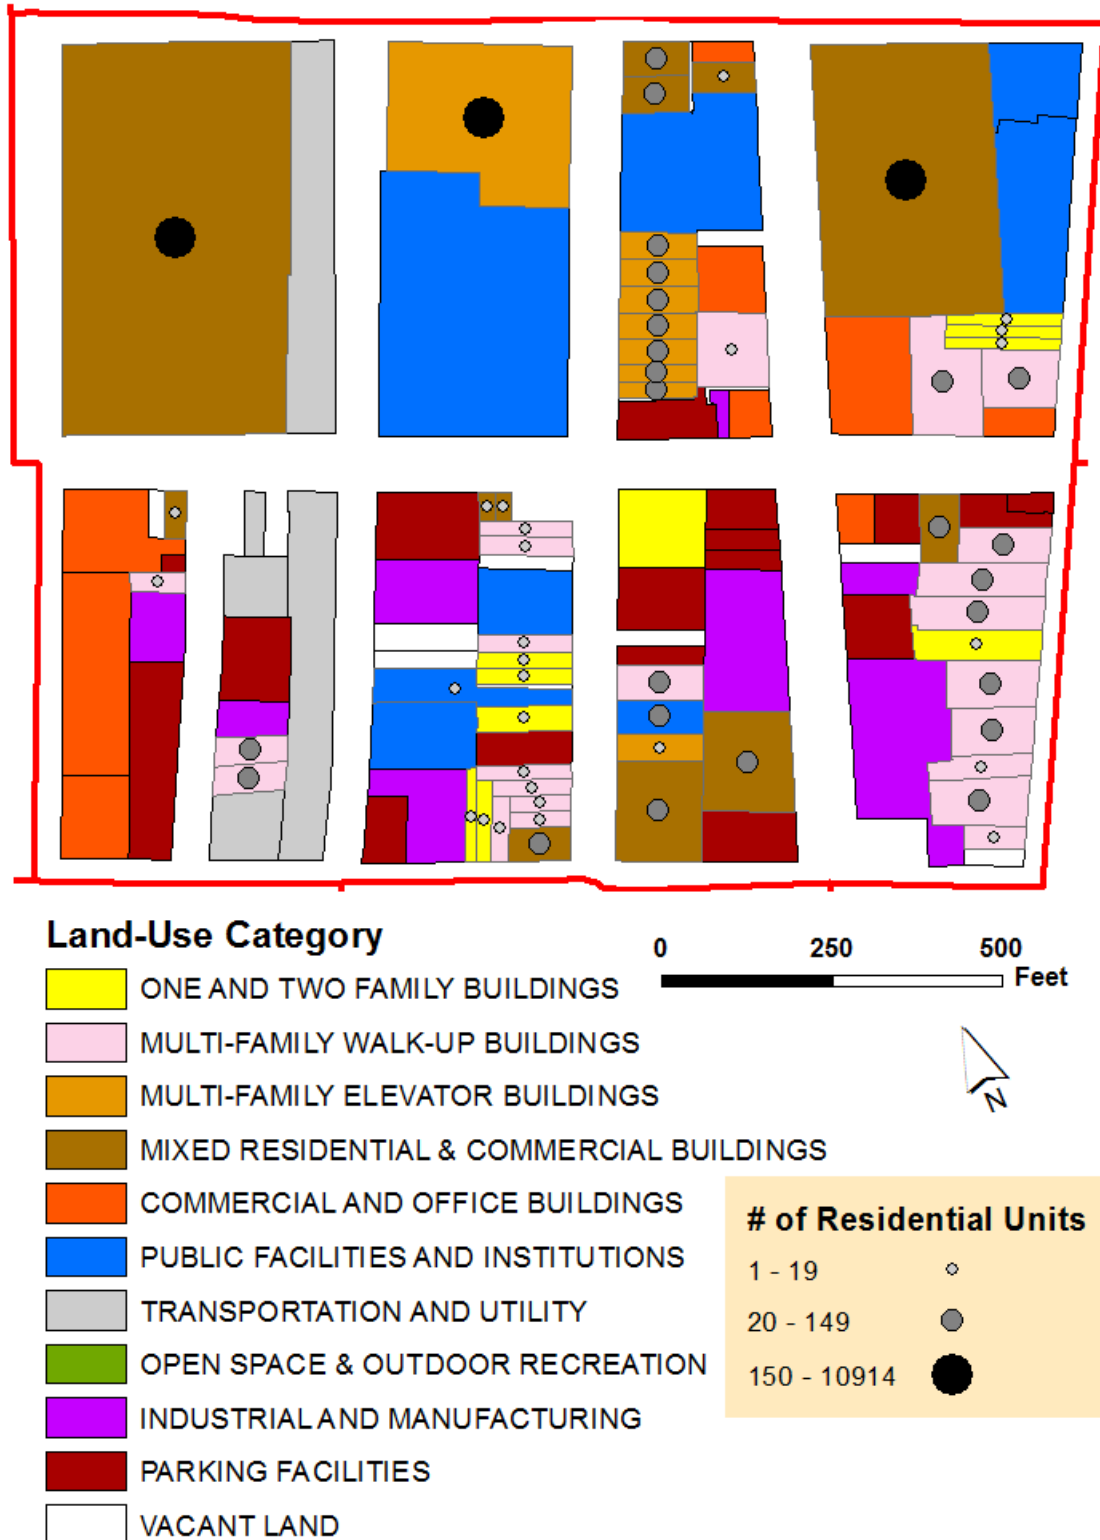 Land-Use Category
0 250 500
Feet
ONE AND TWO FAMILY BUILDINGS
MULTI-FAMILY WALK-UP BUILDINGS
MULTI-FAMILY ELEVATOR BUILDINGS
MIXED RESIDENTIAL & COMMERCIAL BUILDINGS
COMMERCIAL AND OFFICE BUILDINGS
PUBLIC FACILITIES AND INSTITUTIONS
TRANSPORTATION AND UTILITY
OPEN SPACE & OUTDOOR RECREATION
INDUSTRIAL AND MANUFACTURING
PARKING FACILITIES
VACANT LAND
N
# of Residential Units
1 - 19
20 - 149
150 - 10914